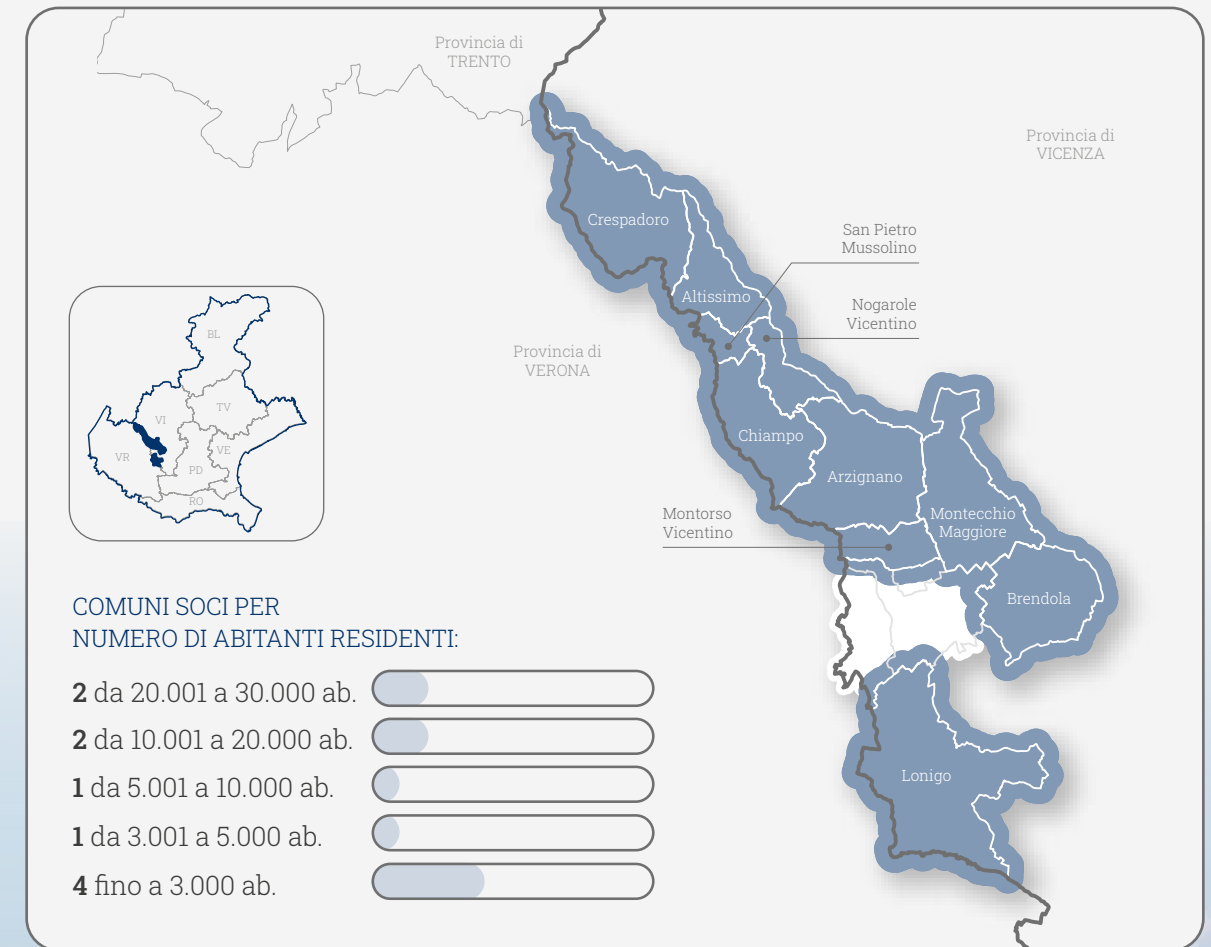 Provincia di
TRENTO
Provincia di
VICENZA
Crespadoro
San Pietro
Mussolino
Altissimo
Nogarole
Vicentino
Provincia di
VERONA
BL
TV
VI
VE
VR
PD
RO
Chiampo
Arzignano
Montorso
Vicentino
Montecchio
Maggiore
Brendola
Lonigo
COMUNI SOCI PER
NUMERO DI ABITANTI RESIDENTI:
2 da 20.001 a 30.000 ab.
2 da 10.001 a 20.000 ab.
1 da 5.001 a 10.000 ab.
1 da 3.001 a 5.000 ab.
4 fino a 3.000 ab.